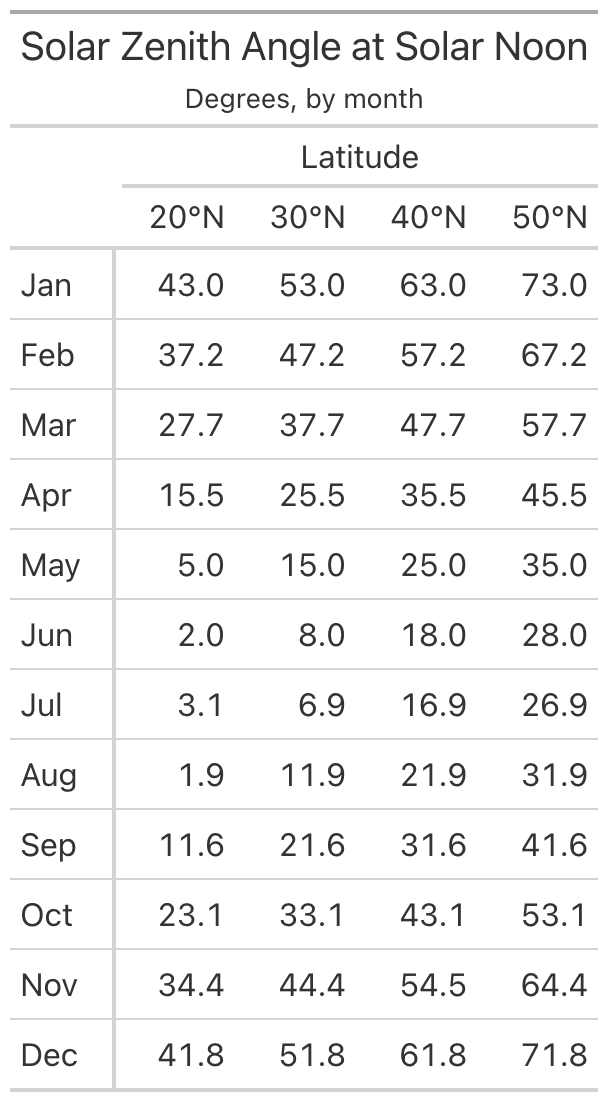 Solar Zenith Angle at Solar Noon
Degrees, by month
Latitude
20°N 30°N 40°N 50°N
Jan 43.0 53.0 63.0 73.0
Feb 37.2 47.2 57.2 67.2
Mar 27.7 37.7 47.7 57.7
Apr 15.5 25.5 35.5 45.5
May 5.0 15.0 25.0 35.0
Jun 2.0 8.0 18.0 28.0
Jul 3.1 6.9 16.9 26.9
Aug 1.9 11.9 21.9 31.9
Sep 11.6 21.6 31.6 41.6
Oct 23.1 33.1 43.1 53.1
Nov 34.4 44.4 54.5 64.4
Dec 41.8 51.8 61.8 71.8